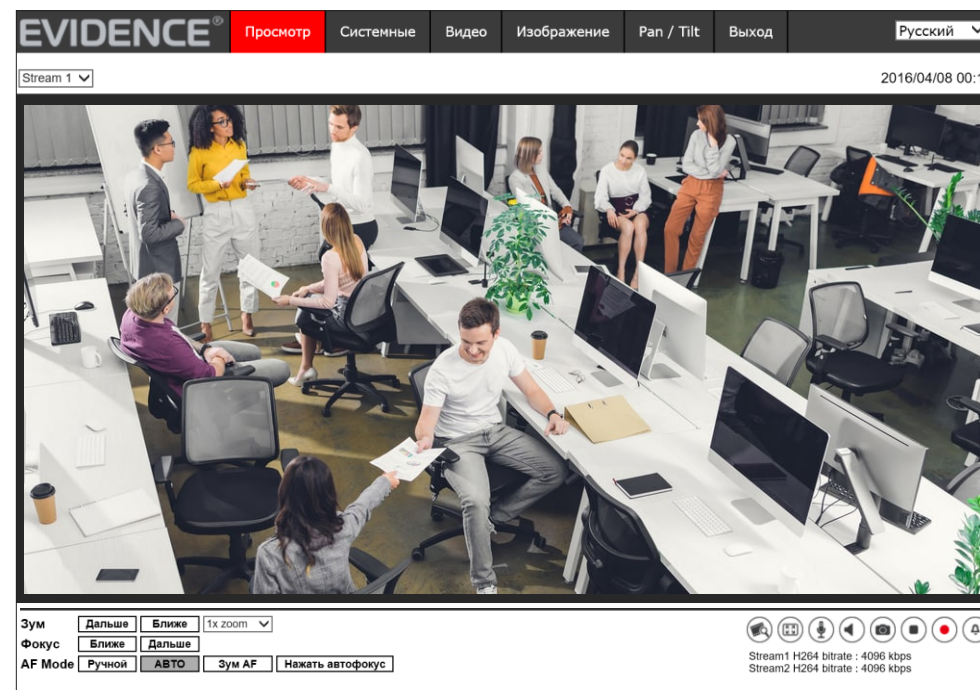 EVIDENCE® Просмотр Системные Видео Изображение Pan / Tilt Выход Русский
Stream 1 2016/04/08 00:1
Зум Дальше Ближе 1x zoom
Фокус Ближе Дальше
AF Mode Ручной АВТО Зум AF Нажать автофокус
Stream1 H264 bitrate : 4096 kbps
Stream2 H264 bitrate : 4096 kbps